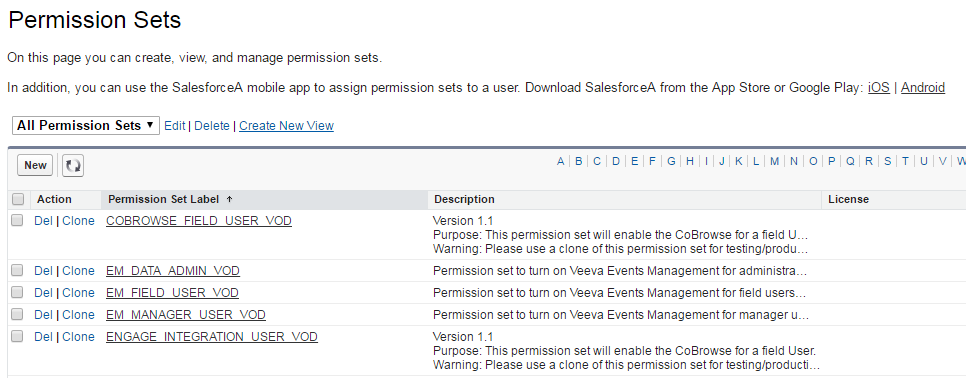 Permission Sets
On this page you can create, view, and manage permission sets.
In addition, you can use the SalesforceA mobile app to assign permission sets to a user. Download SalesforceA from the App Store or Google Play: iOS | Android
All Permission Sets ▼ Edit | Delete | Create New View
New A | B | C | D | E | F | G | H | I | J | K | L | M | N | O | P | Q | R | S | T | U | V | W
Action Permission Set Label ↑ Description License
Del | Clone COBROWSE_FIELD_USER_VOD Version 1.1
Purpose: This permission set will enable the CoBrowse for a field U...
Warning: Please use a clone of this permission set for testing/produ...
Del | Clone EM_DATA_ADMIN_VOD Permission set to turn on Veeva Events Management for administra...
Del | Clone EM_FIELD_USER_VOD Permission set to turn on Veeva Events Management for field users...
Del | Clone EM_MANAGER_USER_VOD Permission set to turn on Veeva Events Management for manager u...
Del | Clone ENGAGE_INTEGRATION_USER_VOD Version 1.1
Purpose: This permission set will enable the CoBrowse for a field User.
Warning: Please use a clone of this permission set for testing/producti...